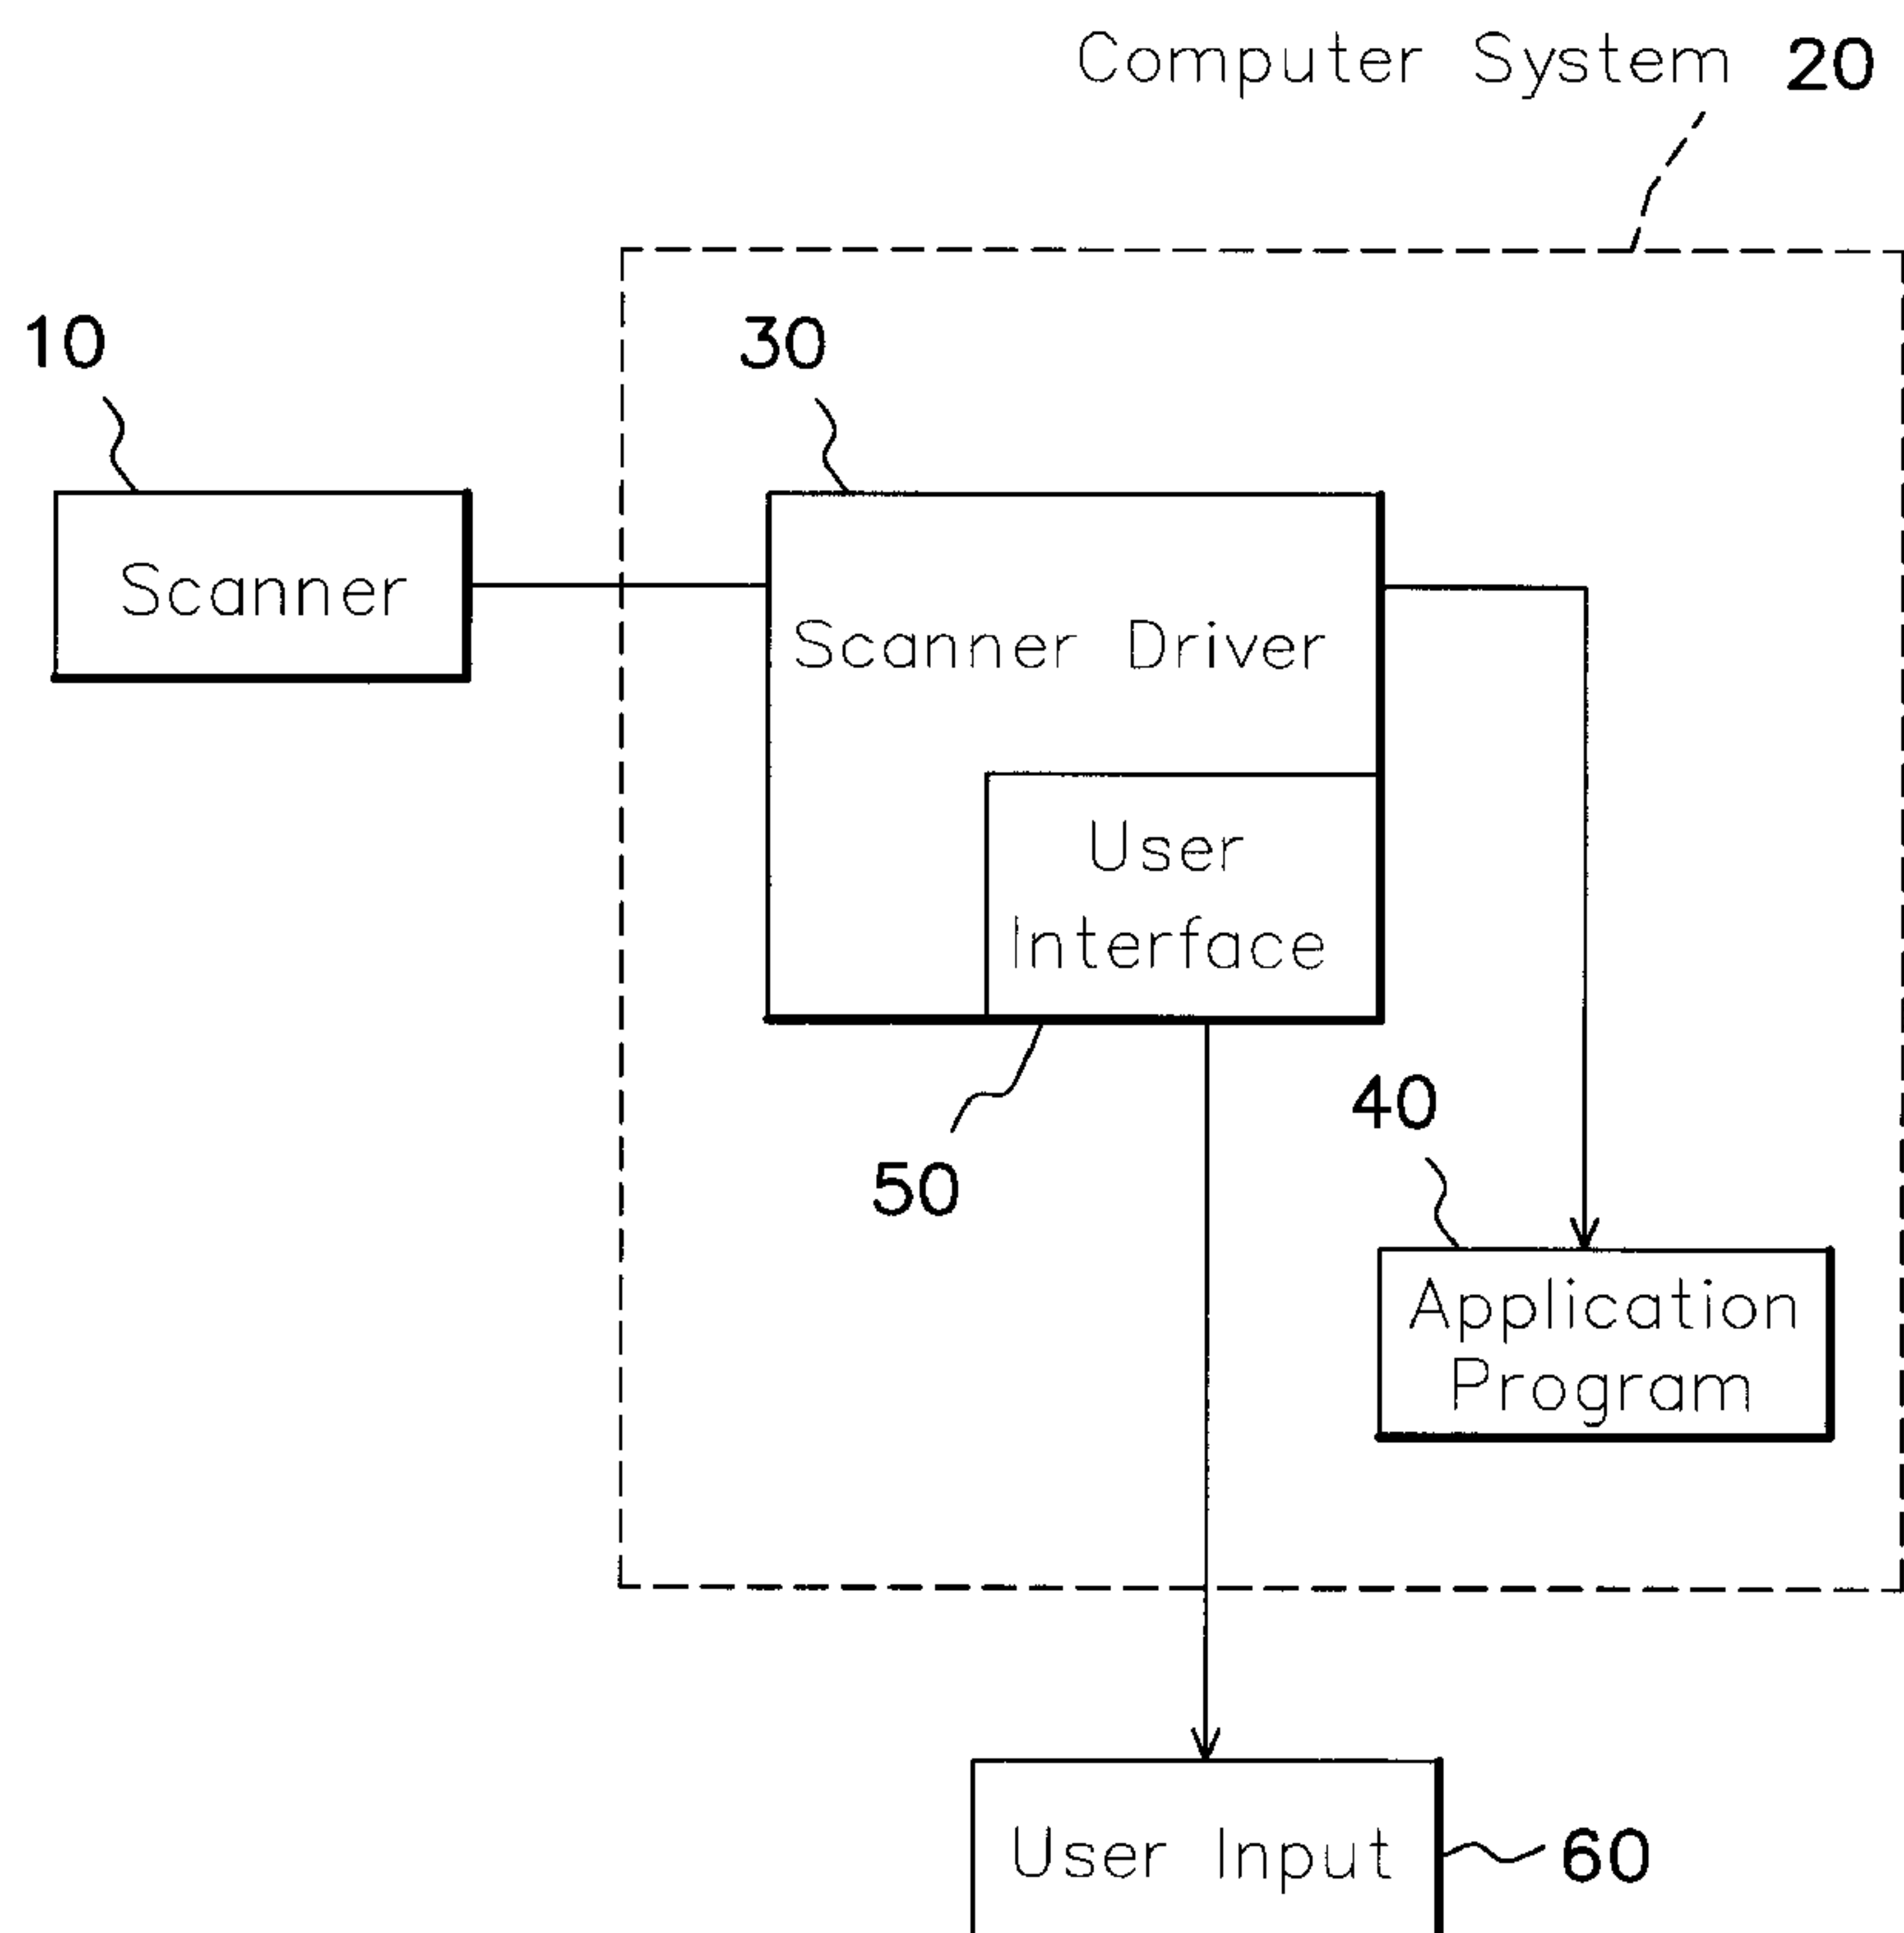 Computer System 20
10
30
Scanner
Scanner Driver
User
Interface
40
50
Application
Program
User Input
60